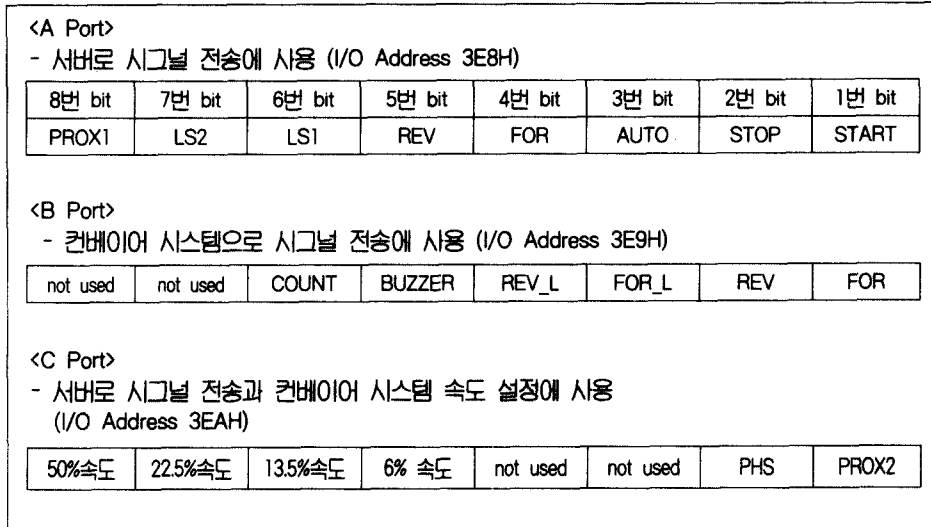 <A Port>
- 서버로 시그널 전송에 사용 (I/O Address 3E8H)
8번 bit 7번 bit 6번 bit 5번 bit 4번 bit 3번 bit 2번 bit 1번 bit
PROX1 LS2 LS1 REV FOR AUTO STOP START
<B Port>
- 컨베이어 시스템으로 시그널 전송에 사용 (I/O Address 3E9H)
not used not used COUNT BUZZER REV_L FOR_L REV FOR
<C Port>
- 서버로 시그널 전송과 컨베이어 시스템 속도 설정에 사용
(I/O Address 3EAH)
50%속도 22.5%속도 13.5%속도 6% 속도 not used not used PHS PROX2